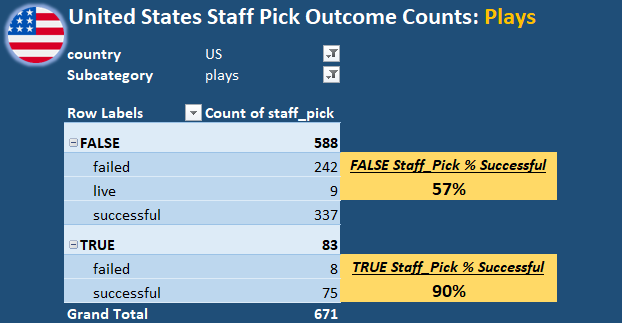 United States Staff Pick Outcome Counts: Plays
country US
Subcategory plays
Row Labels Count of staff_pick
FALSE 588
failed 242
FALSE Staff_Pick % Successful
live 9
57%
successful 337
TRUE 83
failed 8
TRUE Staff_Pick % Successful
successful 75
90%
Grand Total 671